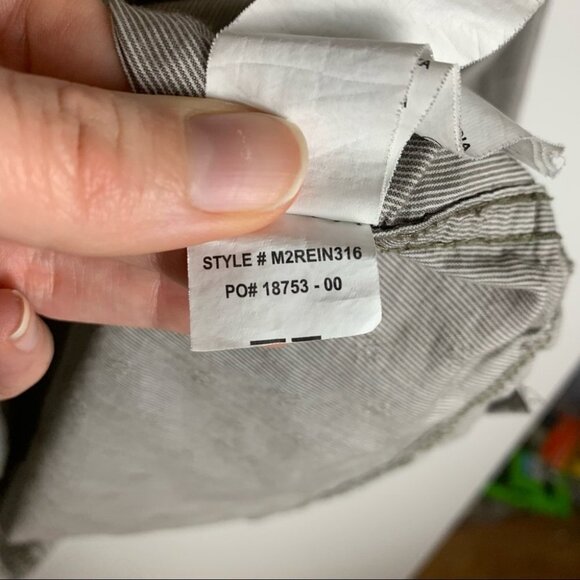 STYLE # M2REIN316
PO# 18753 - 00